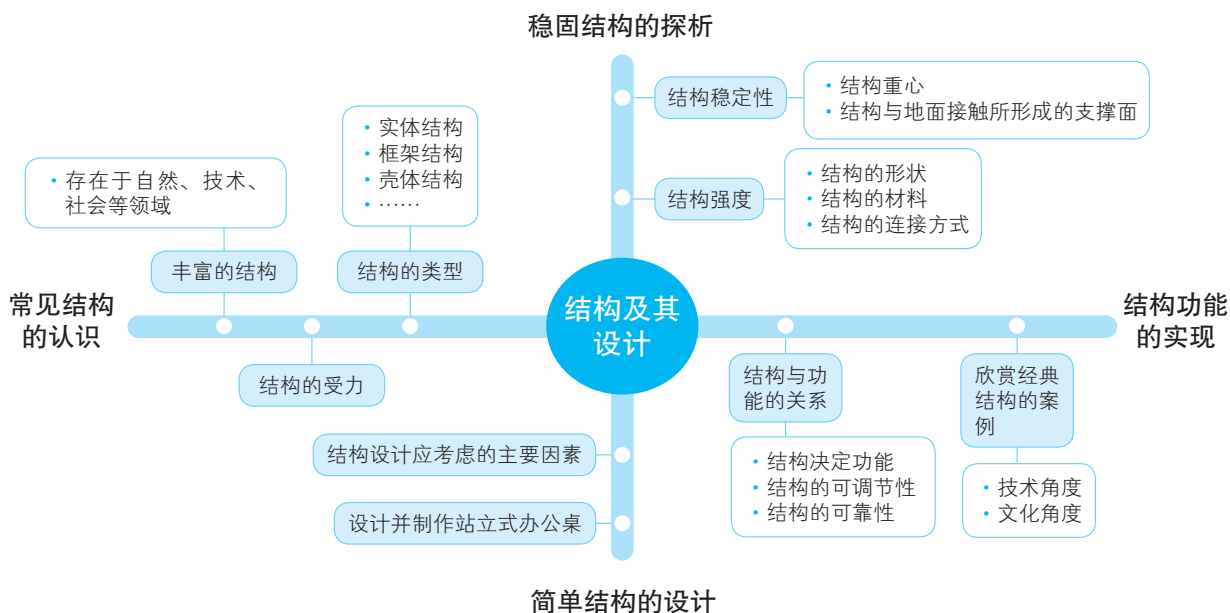 稳固结构的探析
结构稳定性
• 结构重心
• 结构与地面接触所形成的支撑面
结构强度
• 结构的形状
• 结构的材料
• 结构的连接方式
• 实体结构
• 框架结构
• 壳体结构
• ……
• 存在于自然、技术、
社会等领域
丰富的结构
结构的类型
常见结构
的认识
结构的受力
结构及其
设计
结构功能
的实现
结构与功
能的关系
• 结构决定功能
• 结构的可调节性
• 结构的可靠性
欣赏经典
结构的案
例
• 技术角度
• 文化角度
结构设计应考虑的主要因素
设计并制作站立式办公桌
简单结构的设计